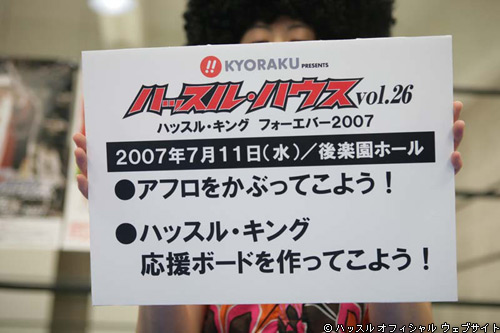 !! KYORAKU PRESENTS
ハッスル・ハウス vol.26
ハッスル・キング フォーエバー2007
2007年7月11日(水)／後楽園ホール
●アフロをかぶってこよう！
●ハッスル・キング
応援ボードを作ってこよう！
© ハッスル オフィシャル ウェブサイト